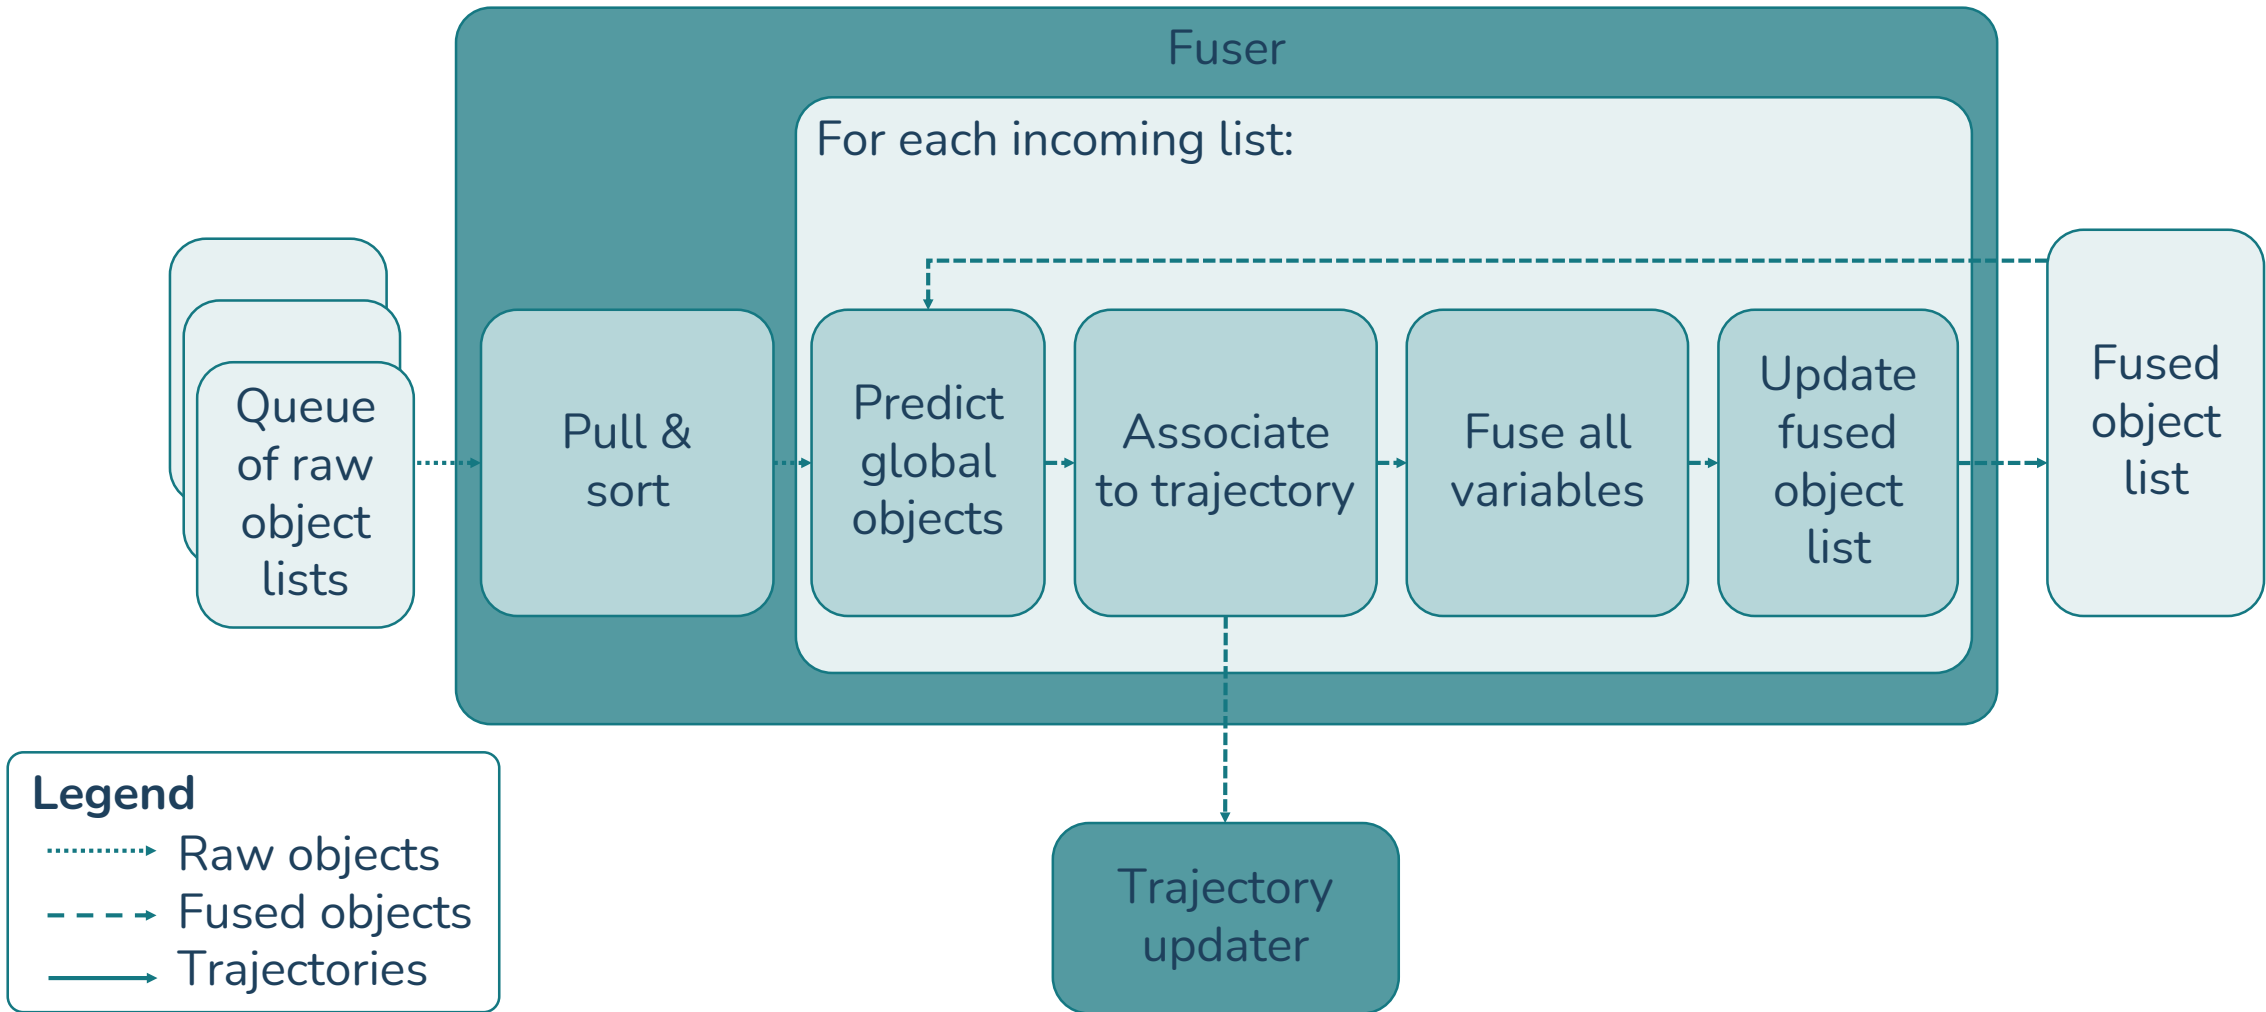 Fuser
For each incoming list:
Queue
of raw
object
lists
Pull &
sort
Predict
global
objects
Associate
to trajectory
Fuse all
variables
Update
fused
object
list
Fused
object
list
Trajectory
updater
Legend
Raw objects
Fused objects
Trajectories